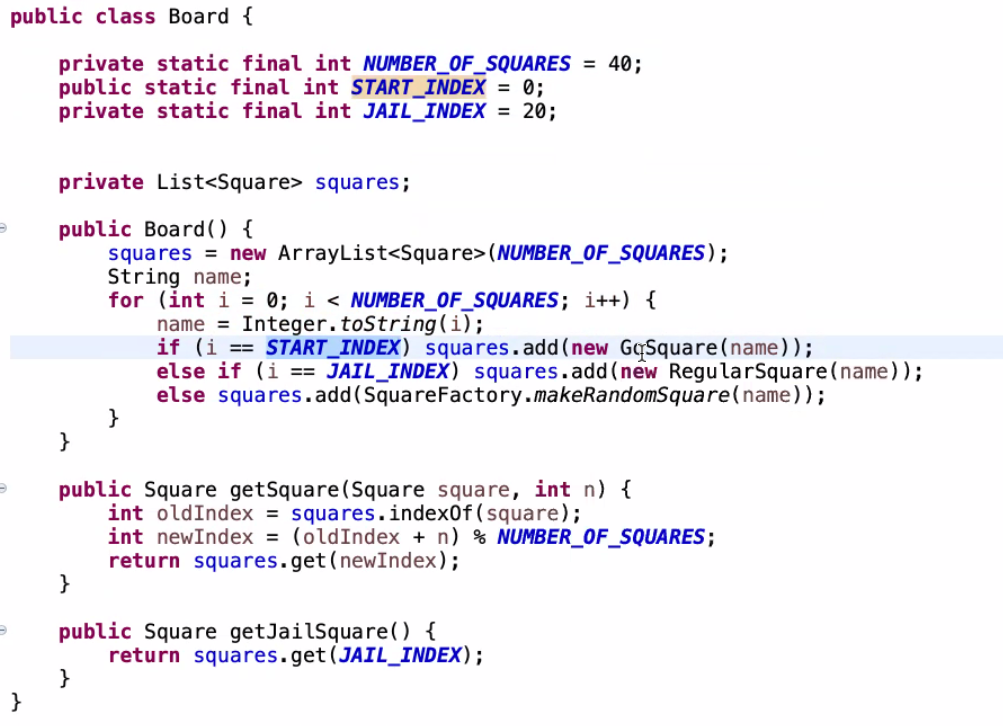 public class Board {
private static final int NUMBER_OF_SQUARES = 40;
public static final int START_INDEX = 0;
private static final int JAIL_INDEX = 20;
private List<Square> squares;
public Board() {
squares = new ArrayList<Square>(NUMBER_OF_SQUARES);
String name;
for (int i = 0; i < NUMBER_OF_SQUARES; i++) {
name = Integer.toString(i);
if (i == START_INDEX) squares.add(new GoSquare(name));
else if (i == JAIL_INDEX) squares.add(new RegularSquare(name));
else squares.add(SquareFactory.makeRandomSquare(name));
}
}
public Square getSquare(Square square, int n) {
int oldIndex = squares.indexOf(square);
int newIndex = (oldIndex + n) % NUMBER_OF_SQUARES;
return squares.get(newIndex);
}
public Square getJailSquare() {
return squares.get(JAIL_INDEX);
}
}